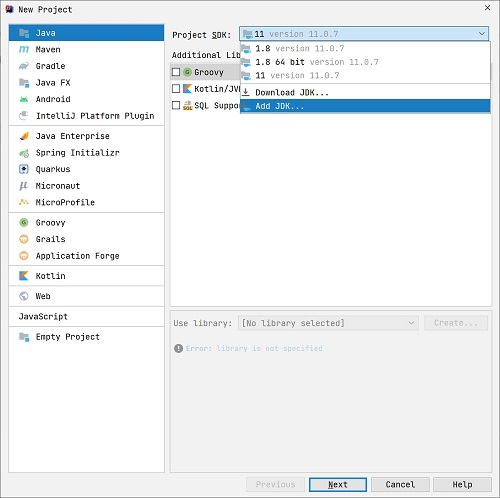 New Project
Java
Maven
Gradle
Java FX
Android
IntelliJ Platform Plugin
Java Enterprise
Spring Initializr
Quarkus
Micronaut
MicroProfile
Groovy
Grails
Application Forge
Kotlin
Web
JavaScript
Empty Project
Project SDK: 11 version 11.0.7
1.8 version 11.0.7
1.8 64 bit version 11.0.7
11 version 11.0.7
Download JDK...
Add JDK...
Additional Lib
Groovy
Kotlin/JV
SQL Suppo
Use library: [No library selected] Create...
Error: library is not specified
Previous Next Cancel Help